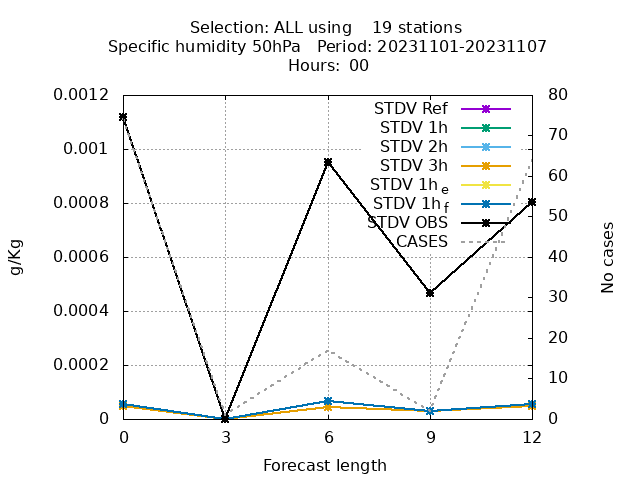 Selection: ALL using    19 stations
Specific humidity 50hPa   Period: 20231101-20231107
Hours: 00
0.0012
0.001
0.0008
0.0006
0.0004
0.0002
0
g/Kg
STDV Ref
STDV 1h
STDV 2h
STDV 3h
STDV 1h e
STDV 1h f
STDV OBS
CASES
80
70
60
50
40
30
20
10
0
No cases
0 3 6 9 12
Forecast length